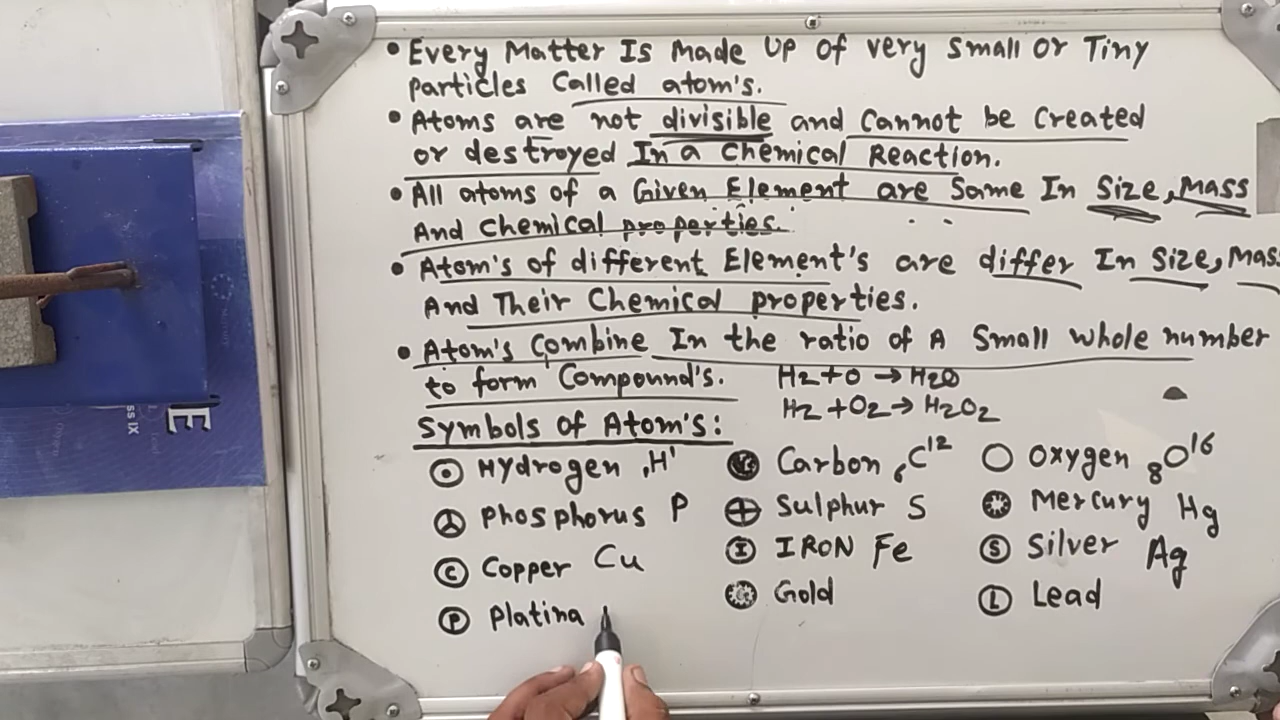 • Every Matter Is Made Up of very small or Tiny
particles Called atom's.
• Atoms are not divisible and Cannot be Created
or destroyed In a Chemical Reaction.
• All atoms of a Given Element are Same In Size, Mass
And Chemical properties.
• Atom's of different Element's are differ In Size, Mass
And Their Chemical properties.
• Atom's Combine In the ratio of A Small whole number
to form Compound's. H2+O → H2O
H2+O2 → H2O2
Symbols of Atom's:
Hydrogen ₁H¹ Carbon ₆C¹² Oxygen ₈O¹⁶
Phosphorus P Sulphur S Mercury Hg
C Copper Cu I IRON Fe S Silver Ag
P Platina G Gold L Lead
E
ss IX